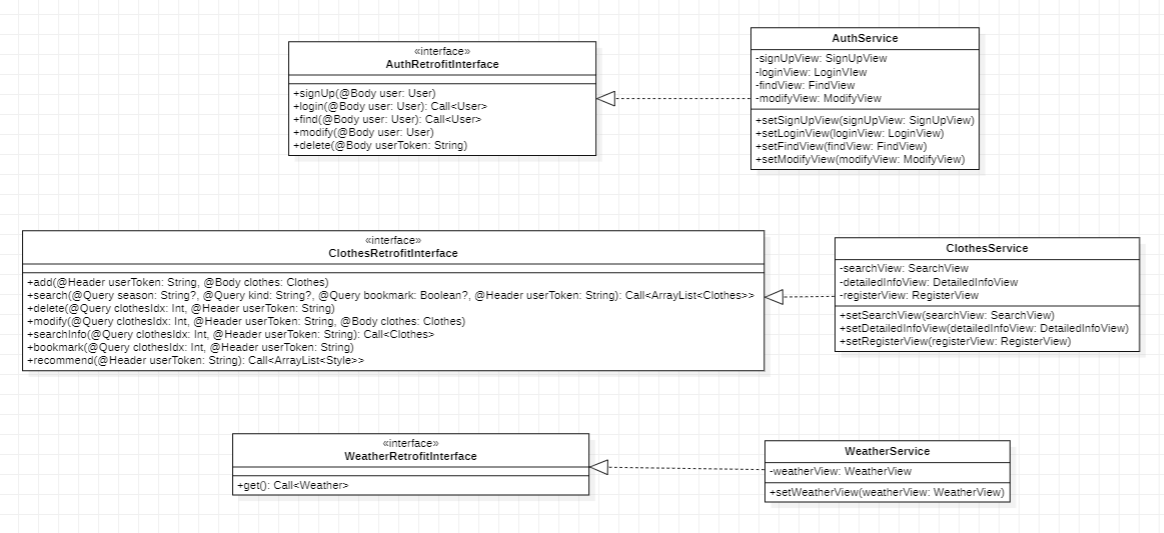 «interface»
AuthRetrofitInterface
+signUp(@Body user: User)
+login(@Body user: User): Call<User>
+find(@Body user: User): Call<User>
+modify(@Body user: User)
+delete(@Body userToken: String)
AuthService
-signUpView: SignUpView
-loginView: LoginVIew
-findView: FindView
-modifyView: ModifyView
+setSignUpView(signUpView: SignUpView)
+setLoginView(loginView: LoginView)
+setFindView(findView: FindView)
+setModifyView(modifyView: ModifyView)
«interface»
ClothesRetrofitInterface
+add(@Header userToken: String, @Body clothes: Clothes)
+search(@Query season: String?, @Query kind: String?, @Query bookmark: Boolean?, @Header userToken: String): Call<ArrayList<Clothes>>
+delete(@Query clothesIdx: Int, @Header userToken: String)
+modify(@Query clothesIdx: Int, @Header userToken: String, @Body clothes: Clothes)
+searchInfo(@Query clothesIdx: Int, @Header userToken: String): Call<Clothes>
+bookmark(@Query clothesIdx: Int, @Header userToken: String)
+recommend(@Header userToken: String): Call<ArrayList<Style>>
ClothesService
-searchView: SearchView
-detailedInfoView: DetailedInfoView
-registerView: RegisterView
+setSearchView(searchView: SearchView)
+setDetailedInfoView(detailedInfoView: DetailedInfoView)
+setRegisterView(registerView: RegisterView)
«interface»
WeatherRetrofitInterface
+get(): Call<Weather>
WeatherService
-weatherView: WeatherView
+setWeatherView(weatherView: WeatherView)